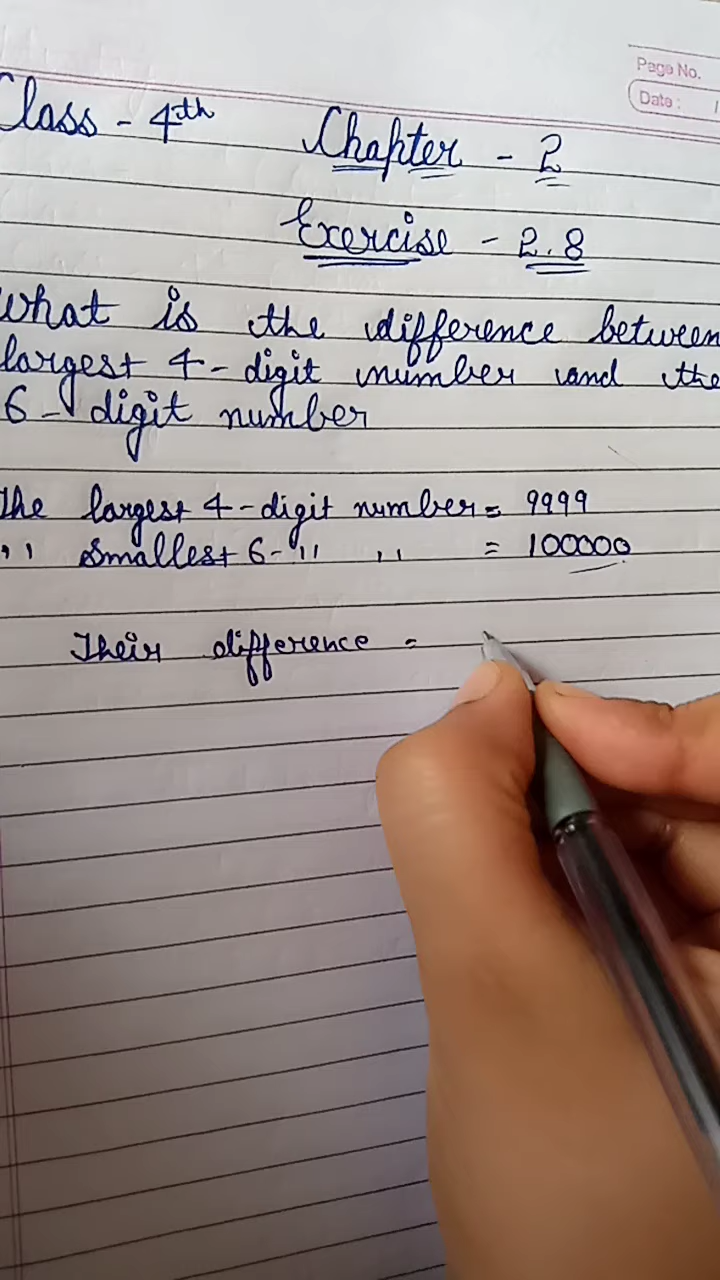 Page No.
Date :
Class - 4th Chapter - 2
Exercise - 2.8
What is the difference between
largest 4-digit number and the
6-digit number
The largest 4-digit number = 9999
,, Smallest 6- ,, ,, = 100000
Their difference =